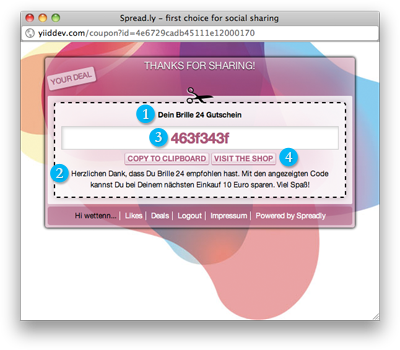 Spread.ly – first choice for social sharing
yiiddev.com/coupon?id=4e6729cadb45111e12000170
THANKS FOR SHARING!
YOUR DEAL
1 Dein Brille 24 Gutschein
3 463f343f
COPY TO CLIPBOARD VISIT THE SHOP 4
2 Herzlichen Dank, dass Du Brille 24 empfohlen hast. Mit den angezeigten Code
kannst Du bei Deinem nächsten Einkauf 10 Euro sparen. Viel Spaß!
Hi wettenn... | Likes | Deals | Logout | Impressum | Powered by Spreadly